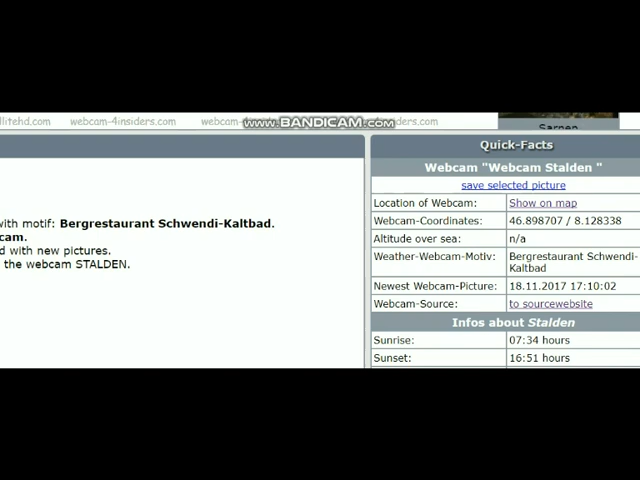 llitehd.com webcam-4insiders.com webcam- www.BANDICAM.com com
Sarnen
Quick-Facts
Webcam "Webcam Stalden "
save selected picture
with motif: Bergrestaurant Schwendi-Kaltbad.
cam.
d with new pictures.
the webcam STALDEN.
Location of Webcam: Show on map
Webcam-Coordinates: 46.898707 / 8.128338
Altitude over sea: n/a
Weather-Webcam-Motiv: Bergrestaurant Schwendi-
Kaltbad
Newest Webcam-Picture: 18.11.2017 17:10:02
Webcam-Source: to sourcewebsite
Infos about Stalden
Sunrise: 07:34 hours
Sunset: 16:51 hours